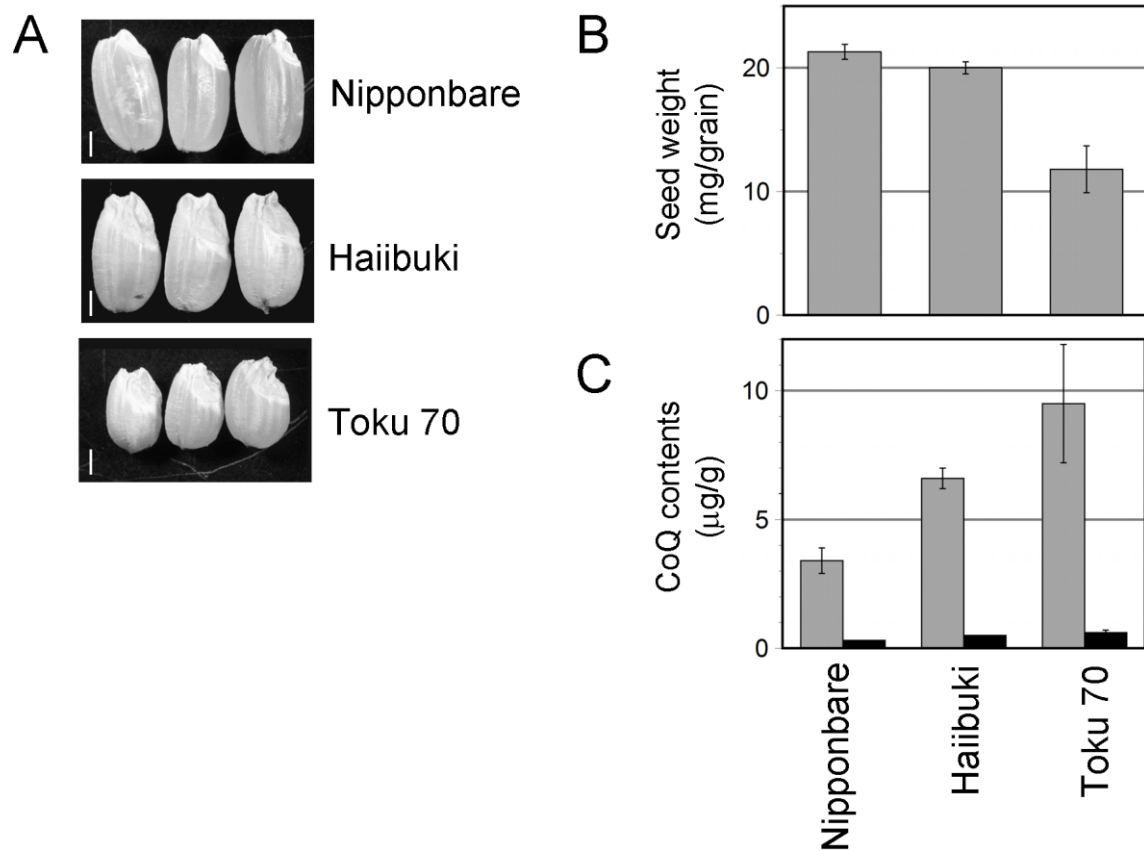 A
Nipponbare
Haiibuki
Toku 70
B
Seed weight
(mg/grain)
20
10
0
C
CoQ contents
(μg/g)
10
5
0
Nipponbare
Haiibuki
Toku 70